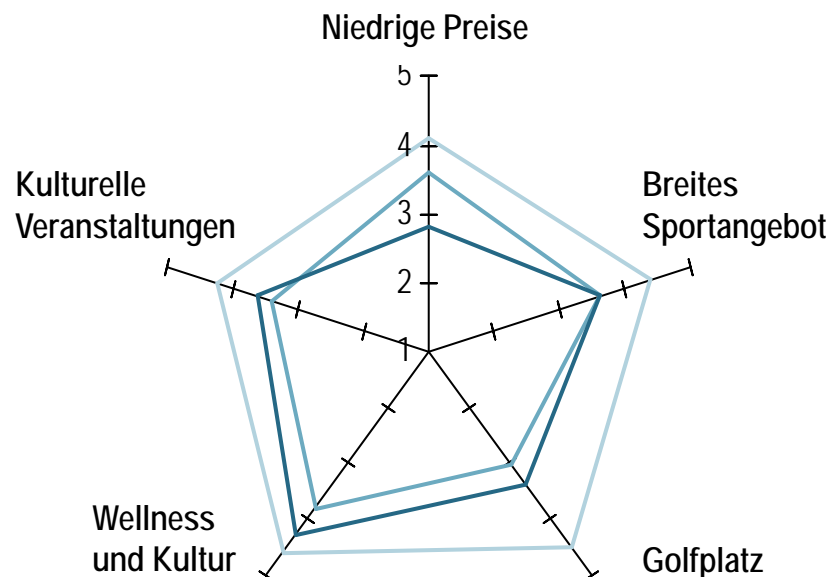 Niedrige Preise
5
4
Kulturelle
Veranstaltungen
Breites
Sportangebot
3
2
1
Wellness
und Kultur
Golfplatz